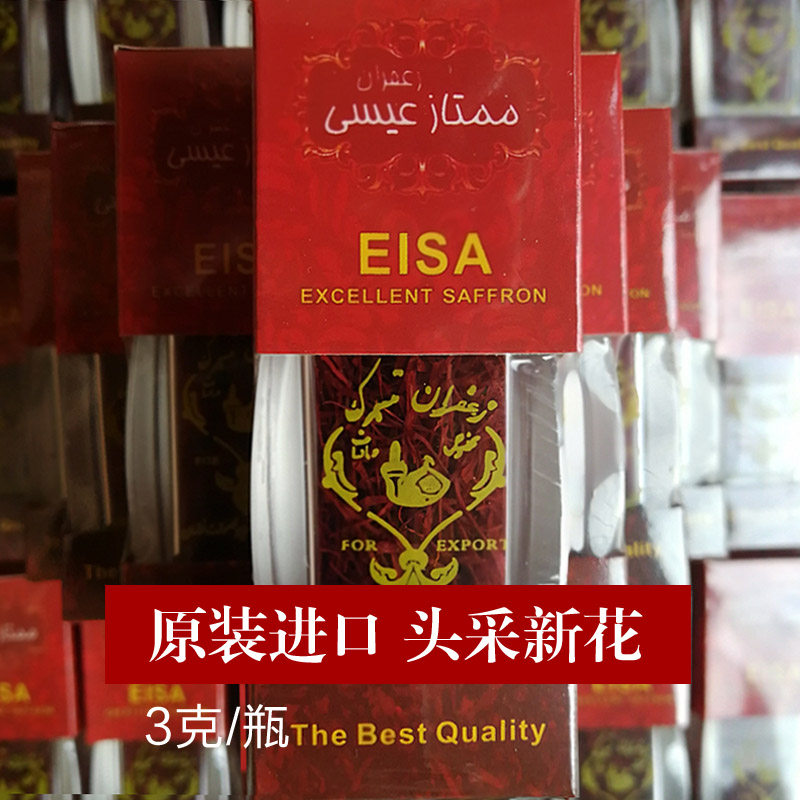 زعفران
ممتاز عیسی
EISA
EXCELLENT SAFFRON
زعفران
FOR EXPORT
原装进口 头采新花
3克/瓶
The Best Quality